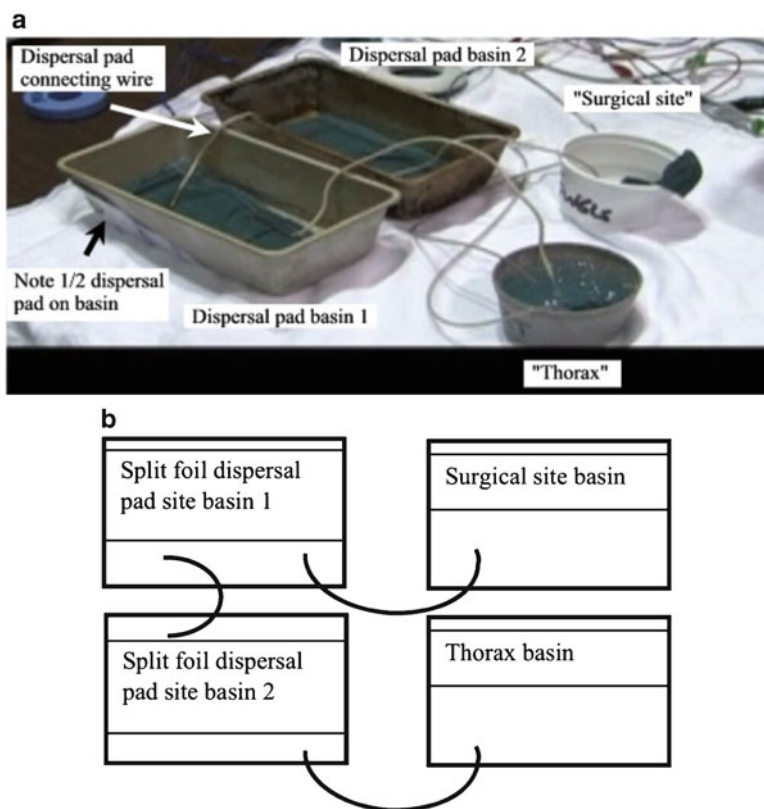 a
Dispersal pad
connecting wire
Dispersal pad basin 2
"Surgical site"
Note 1/2 dispersal
pad on basin
Dispersal pad basin 1
"Thorax"
b
Split foil dispersal
pad site basin 1
Surgical site basin
Split foil dispersal
pad site basin 2
Thorax basin